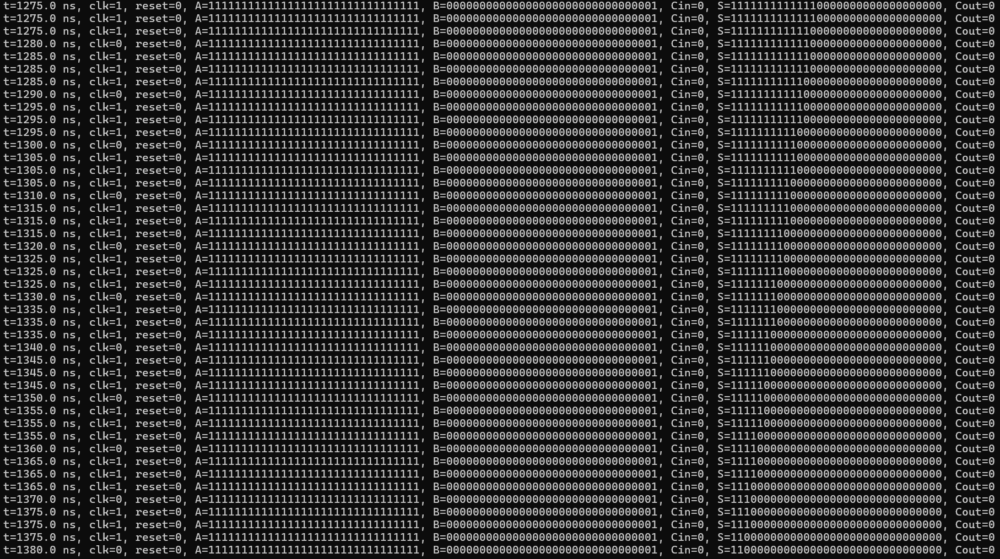 t=1275.0 ns, clk=1, reset=0, A=11111111111111111111111111111111, B=00000000000000000000000000000001, Cin=0, S=11111111111110000000000000000000, Cout=0
t=1275.0 ns, clk=1, reset=0, A=11111111111111111111111111111111, B=00000000000000000000000000000001, Cin=0, S=11111111111110000000000000000000, Cout=0
t=1275.0 ns, clk=1, reset=0, A=11111111111111111111111111111111, B=00000000000000000000000000000001, Cin=0, S=11111111111100000000000000000000, Cout=0
t=1280.0 ns, clk=0, reset=0, A=11111111111111111111111111111111, B=00000000000000000000000000000001, Cin=0, S=11111111111100000000000000000000, Cout=0
t=1285.0 ns, clk=1, reset=0, A=11111111111111111111111111111111, B=00000000000000000000000000000001, Cin=0, S=11111111111100000000000000000000, Cout=0
t=1285.0 ns, clk=1, reset=0, A=11111111111111111111111111111111, B=00000000000000000000000000000001, Cin=0, S=11111111111100000000000000000000, Cout=0
t=1285.0 ns, clk=1, reset=0, A=11111111111111111111111111111111, B=00000000000000000000000000000001, Cin=0, S=11111111111000000000000000000000, Cout=0
t=1290.0 ns, clk=0, reset=0, A=11111111111111111111111111111111, B=00000000000000000000000000000001, Cin=0, S=11111111111000000000000000000000, Cout=0
t=1295.0 ns, clk=1, reset=0, A=11111111111111111111111111111111, B=00000000000000000000000000000001, Cin=0, S=11111111111000000000000000000000, Cout=0
t=1295.0 ns, clk=1, reset=0, A=11111111111111111111111111111111, B=00000000000000000000000000000001, Cin=0, S=11111111111000000000000000000000, Cout=0
t=1295.0 ns, clk=1, reset=0, A=11111111111111111111111111111111, B=00000000000000000000000000000001, Cin=0, S=11111111110000000000000000000000, Cout=0
t=1300.0 ns, clk=0, reset=0, A=11111111111111111111111111111111, B=00000000000000000000000000000001, Cin=0, S=11111111110000000000000000000000, Cout=0
t=1305.0 ns, clk=1, reset=0, A=11111111111111111111111111111111, B=00000000000000000000000000000001, Cin=0, S=11111111110000000000000000000000, Cout=0
t=1305.0 ns, clk=1, reset=0, A=11111111111111111111111111111111, B=00000000000000000000000000000001, Cin=0, S=11111111110000000000000000000000, Cout=0
t=1305.0 ns, clk=1, reset=0, A=11111111111111111111111111111111, B=00000000000000000000000000000001, Cin=0, S=11111111100000000000000000000000, Cout=0
t=1310.0 ns, clk=0, reset=0, A=11111111111111111111111111111111, B=00000000000000000000000000000001, Cin=0, S=11111111100000000000000000000000, Cout=0
t=1315.0 ns, clk=1, reset=0, A=11111111111111111111111111111111, B=00000000000000000000000000000001, Cin=0, S=11111111100000000000000000000000, Cout=0
t=1315.0 ns, clk=1, reset=0, A=11111111111111111111111111111111, B=00000000000000000000000000000001, Cin=0, S=11111111100000000000000000000000, Cout=0
t=1315.0 ns, clk=1, reset=0, A=11111111111111111111111111111111, B=00000000000000000000000000000001, Cin=0, S=11111111000000000000000000000000, Cout=0
t=1320.0 ns, clk=0, reset=0, A=11111111111111111111111111111111, B=00000000000000000000000000000001, Cin=0, S=11111111000000000000000000000000, Cout=0
t=1325.0 ns, clk=1, reset=0, A=11111111111111111111111111111111, B=00000000000000000000000000000001, Cin=0, S=11111111000000000000000000000000, Cout=0
t=1325.0 ns, clk=1, reset=0, A=11111111111111111111111111111111, B=00000000000000000000000000000001, Cin=0, S=11111111000000000000000000000000, Cout=0
t=1325.0 ns, clk=1, reset=0, A=11111111111111111111111111111111, B=00000000000000000000000000000001, Cin=0, S=11111110000000000000000000000000, Cout=0
t=1330.0 ns, clk=0, reset=0, A=11111111111111111111111111111111, B=00000000000000000000000000000001, Cin=0, S=11111110000000000000000000000000, Cout=0
t=1335.0 ns, clk=1, reset=0, A=11111111111111111111111111111111, B=00000000000000000000000000000001, Cin=0, S=11111110000000000000000000000000, Cout=0
t=1335.0 ns, clk=1, reset=0, A=11111111111111111111111111111111, B=00000000000000000000000000000001, Cin=0, S=11111110000000000000000000000000, Cout=0
t=1335.0 ns, clk=1, reset=0, A=11111111111111111111111111111111, B=00000000000000000000000000000001, Cin=0, S=11111100000000000000000000000000, Cout=0
t=1340.0 ns, clk=0, reset=0, A=11111111111111111111111111111111, B=00000000000000000000000000000001, Cin=0, S=11111100000000000000000000000000, Cout=0
t=1345.0 ns, clk=1, reset=0, A=11111111111111111111111111111111, B=00000000000000000000000000000001, Cin=0, S=11111100000000000000000000000000, Cout=0
t=1345.0 ns, clk=1, reset=0, A=11111111111111111111111111111111, B=00000000000000000000000000000001, Cin=0, S=11111100000000000000000000000000, Cout=0
t=1345.0 ns, clk=1, reset=0, A=11111111111111111111111111111111, B=00000000000000000000000000000001, Cin=0, S=11111000000000000000000000000000, Cout=0
t=1350.0 ns, clk=0, reset=0, A=11111111111111111111111111111111, B=00000000000000000000000000000001, Cin=0, S=11111000000000000000000000000000, Cout=0
t=1355.0 ns, clk=1, reset=0, A=11111111111111111111111111111111, B=00000000000000000000000000000001, Cin=0, S=11111000000000000000000000000000, Cout=0
t=1355.0 ns, clk=1, reset=0, A=11111111111111111111111111111111, B=00000000000000000000000000000001, Cin=0, S=11111000000000000000000000000000, Cout=0
t=1355.0 ns, clk=1, reset=0, A=11111111111111111111111111111111, B=00000000000000000000000000000001, Cin=0, S=11110000000000000000000000000000, Cout=0
t=1360.0 ns, clk=0, reset=0, A=11111111111111111111111111111111, B=00000000000000000000000000000001, Cin=0, S=11110000000000000000000000000000, Cout=0
t=1365.0 ns, clk=1, reset=0, A=11111111111111111111111111111111, B=00000000000000000000000000000001, Cin=0, S=11110000000000000000000000000000, Cout=0
t=1365.0 ns, clk=1, reset=0, A=11111111111111111111111111111111, B=00000000000000000000000000000001, Cin=0, S=11110000000000000000000000000000, Cout=0
t=1365.0 ns, clk=1, reset=0, A=11111111111111111111111111111111, B=00000000000000000000000000000001, Cin=0, S=11100000000000000000000000000000, Cout=0
t=1370.0 ns, clk=0, reset=0, A=11111111111111111111111111111111, B=00000000000000000000000000000001, Cin=0, S=11100000000000000000000000000000, Cout=0
t=1375.0 ns, clk=1, reset=0, A=11111111111111111111111111111111, B=00000000000000000000000000000001, Cin=0, S=11100000000000000000000000000000, Cout=0
t=1375.0 ns, clk=1, reset=0, A=11111111111111111111111111111111, B=00000000000000000000000000000001, Cin=0, S=11100000000000000000000000000000, Cout=0
t=1375.0 ns, clk=1, reset=0, A=11111111111111111111111111111111, B=00000000000000000000000000000001, Cin=0, S=11000000000000000000000000000000, Cout=0
t=1380.0 ns, clk=0, reset=0, A=11111111111111111111111111111111, B=00000000000000000000000000000001, Cin=0, S=11000000000000000000000000000000, Cout=0